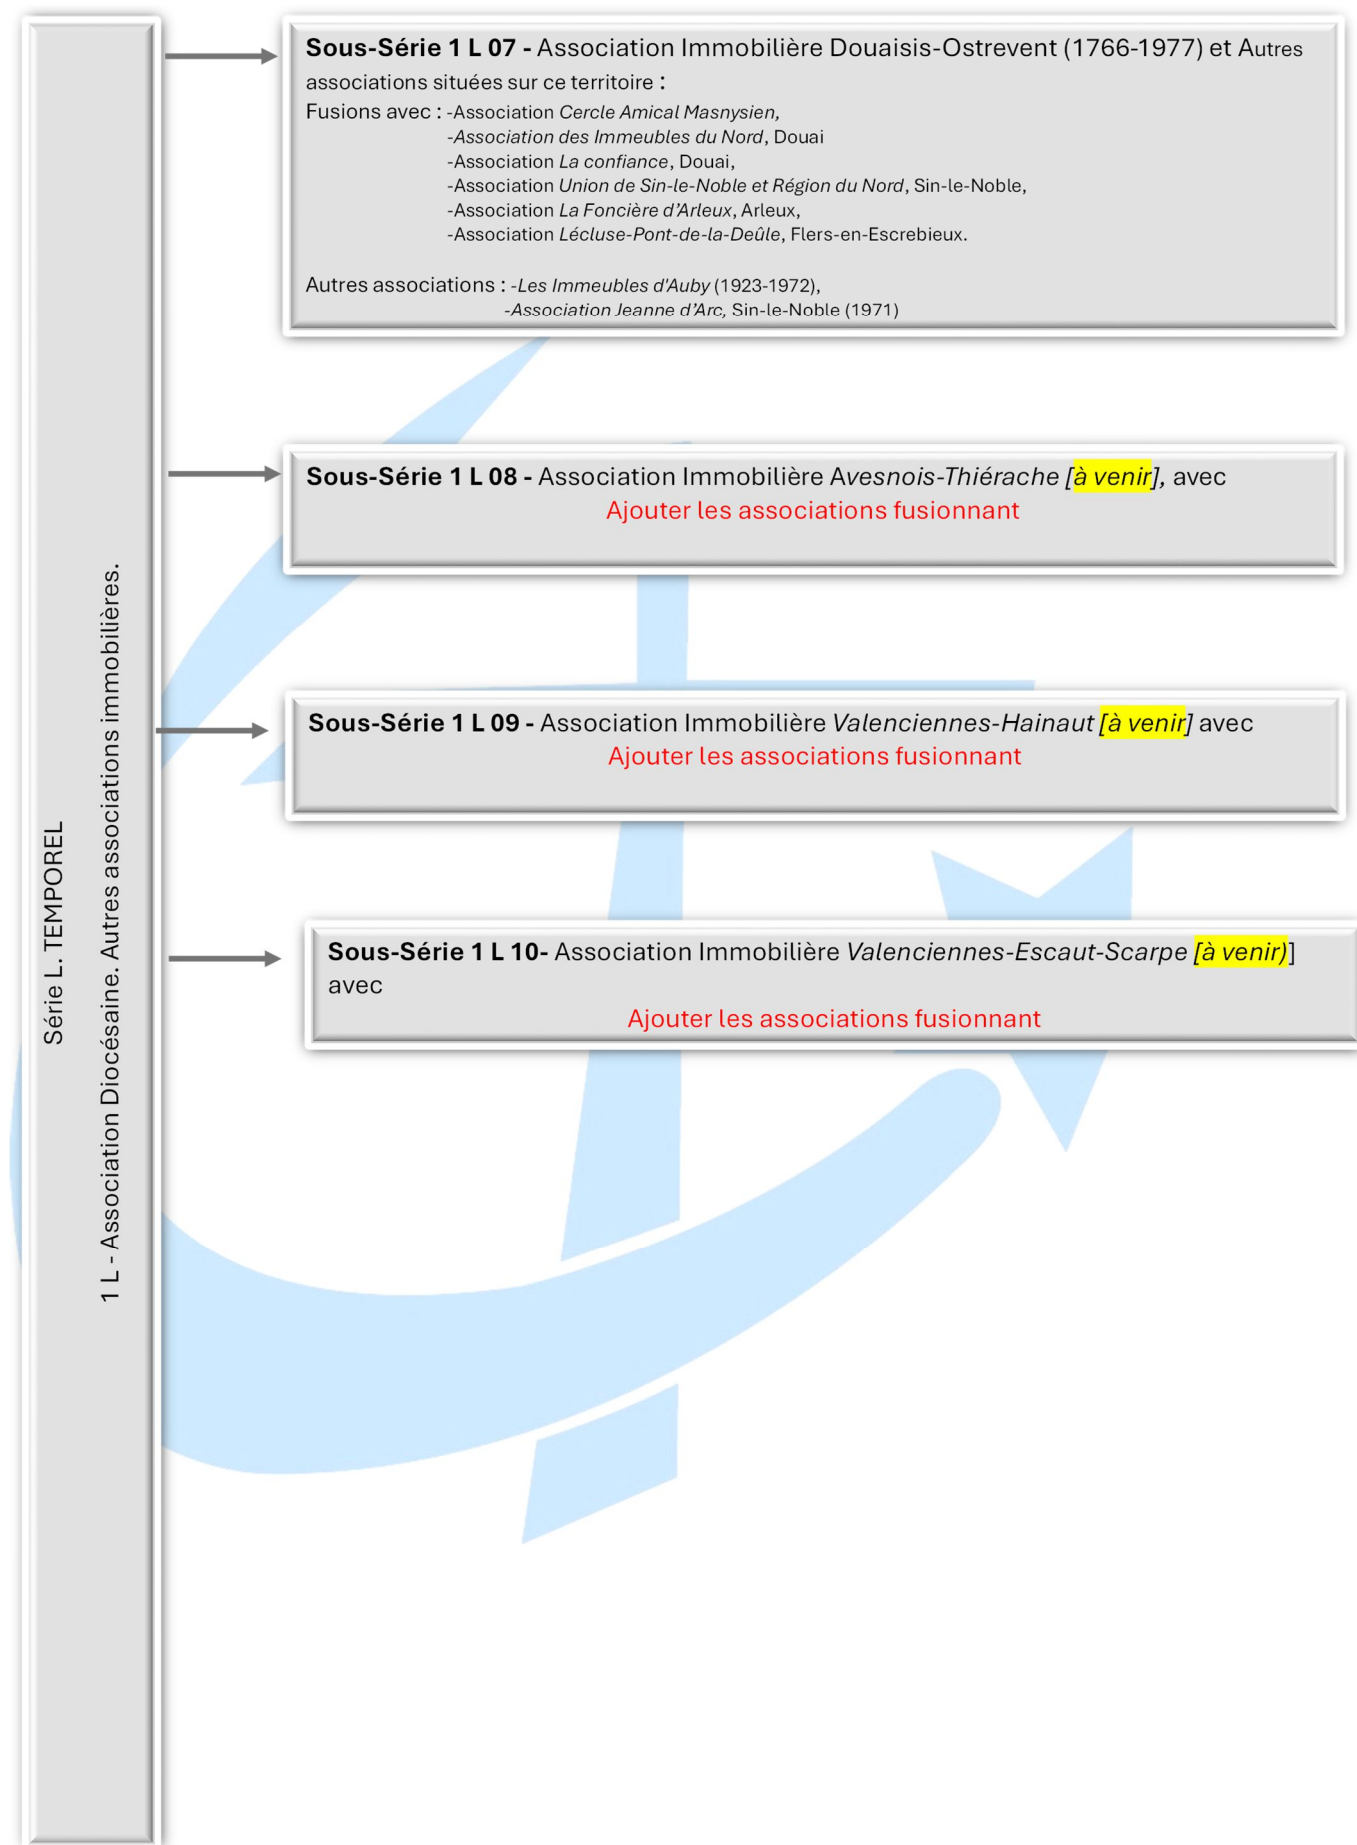 Série L. TEMPOREL
1 L - Association Diocésaine. Autres associations immobilières.
Sous-Série 1 L 07 - Association Immobilière Douaisis-Ostrevent (1766-1977) et Autres
associations situées sur ce territoire :
Fusions avec : -Association Cercle Amical Masnysien,
-Association des Immeubles du Nord, Douai
-Association La confiance, Douai,
-Association Union de Sin-le-Noble et Région du Nord, Sin-le-Noble,
-Association La Foncière d’Arleux, Arleux,
-Association Lécluse-Pont-de-la-Deûle, Flers-en-Escrebieux.
Autres associations : -Les Immeubles d'Auby (1923-1972),
-Association Jeanne d’Arc, Sin-le-Noble (1971)
Sous-Série 1 L 08 - Association Immobilière Avesnois-Thiérache [à venir], avec
Ajouter les associations fusionnant
Sous-Série 1 L 09 - Association Immobilière Valenciennes-Hainaut [à venir] avec
Ajouter les associations fusionnant
Sous-Série 1 L 10- Association Immobilière Valenciennes-Escaut-Scarpe [à venir)]
avec
Ajouter les associations fusionnant